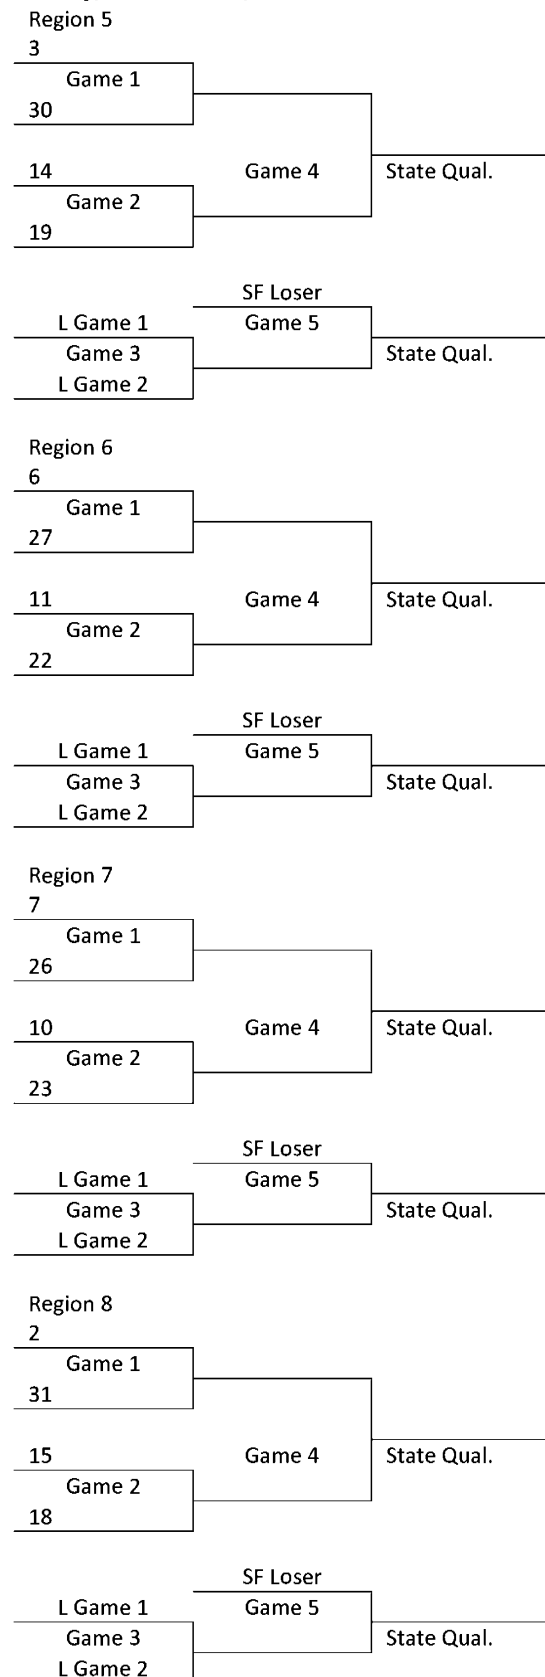 Region 5
3
Game 1
30
14
Game 4
State Qual.
Game 2
19
SF Loser
L Game 1
Game 5
Game 3
State Qual.
L Game 2
Region 6
6
Game 1
27
11
Game 4
State Qual.
Game 2
22
SF Loser
L Game 1
Game 5
Game 3
State Qual.
L Game 2
Region 7
7
Game 1
26
10
Game 4
State Qual.
Game 2
23
SF Loser
L Game 1
Game 5
Game 3
State Qual.
L Game 2
Region 8
2
Game 1
31
15
Game 4
State Qual.
Game 2
18
SF Loser
L Game 1
Game 5
Game 3
State Qual.
L Game 2